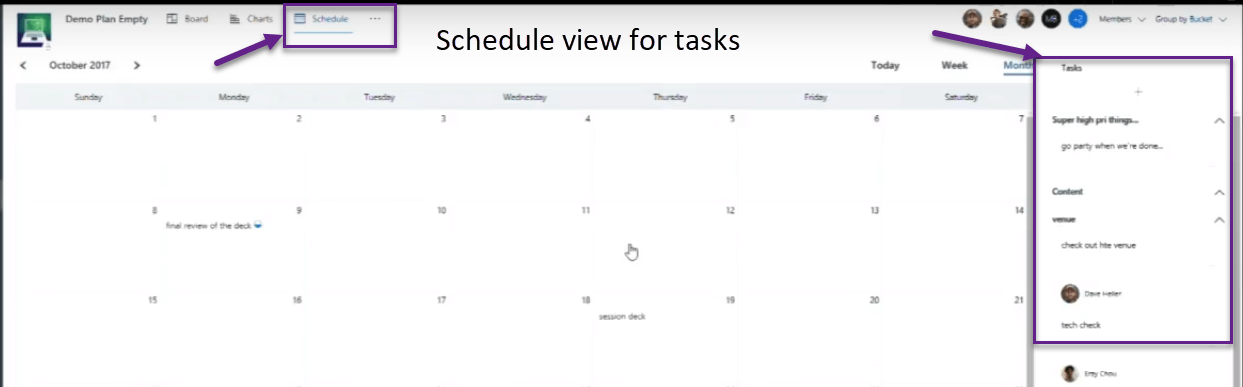 Demo Plan Empty Board Charts Schedule ...
MB +2 Members Group by Bucket
Schedule view for tasks
October 2017
Today Week Month
Sunday Monday Tuesday Wednesday Thursday Friday Saturday
1 2 3 4 5 6 7
8 9 10 11 12 13 14
final review of the deck
15 16 17 18 19 20 21
session deck
Tasks
+
Super high pri things...
go party when we're done...
Content
venue
check out hte venue
Dave Heller
tech check
Chou